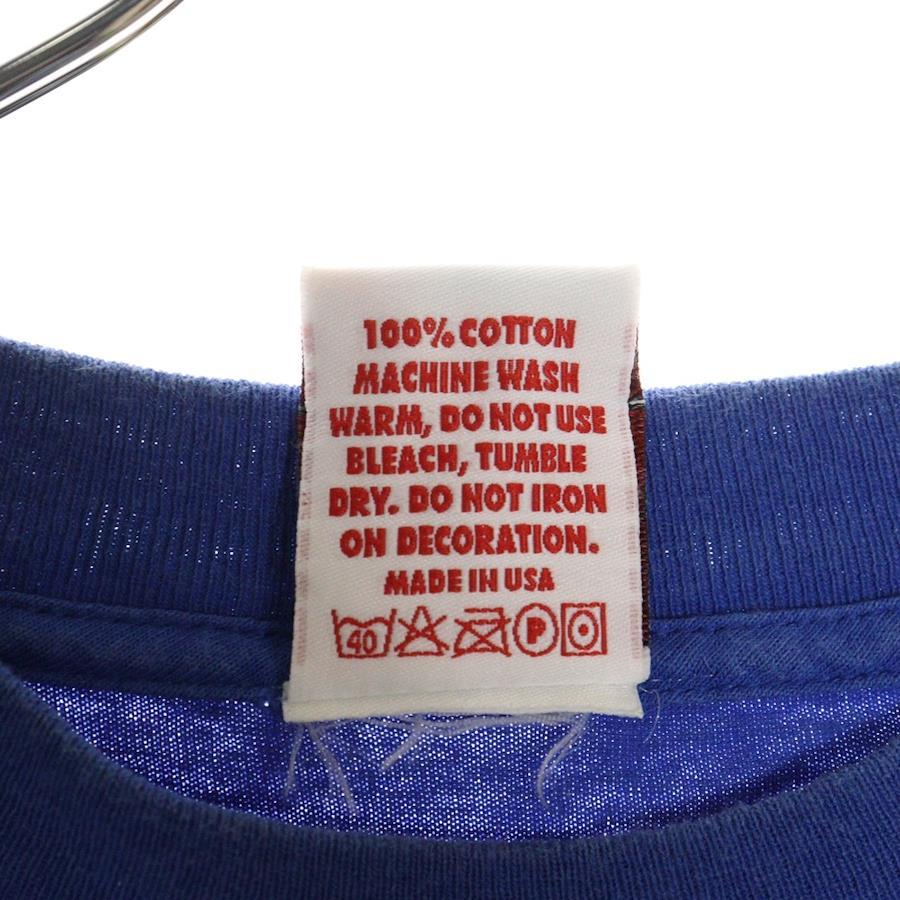 100% COTTON
MACHINE WASH
WARM, DO NOT USE
BLEACH, TUMBLE
DRY. DO NOT IRON
ON DECORATION.
MADE IN USA
40 P